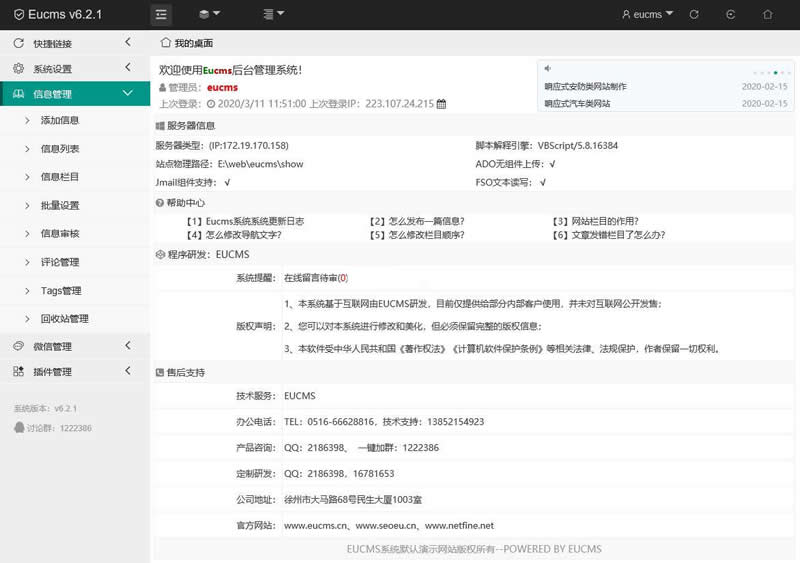 Eucms v6.2.1
eucms
快捷链接
系统设置
信息管理
添加信息
信息列表
信息栏目
批量设置
信息审核
评论管理
Tags管理
回收站管理
微信管理
插件管理
系统版本：v6.2.1
讨论群：1222386
我的桌面
欢迎使用Eucms后台管理系统！
管理员：eucms
上次登录：2020/3/11 11:51:00 上次登录IP：223.107.24.215
响应式安防类网站制作 2020-02-15
响应式汽车类网站 2020-02-15
服务器信息
服务器类型：(IP:172.19.170.158) 脚本解释引擎：VBScript/5.8.16384
站点物理路径：E:\web\eucms\show ADO无组件上传：√
Jmail组件支持：√ FSO文本读写：√
帮助中心
【1】Eucms系统系统更新日志 【2】怎么发布一篇信息？ 【3】网站栏目的作用？
【4】怎么修改导航文字？ 【5】怎么修改栏目顺序？ 【6】文章发错栏目了怎么办？
程序研发：EUCMS
系统提醒：在线留言待审(0)
版权声明：
1、本系统基于互联网由EUCMS研发，目前仅提供给部分内部客户使用，并未对互联网公开发售；
2、您可以对本系统进行修改和美化，但必须保留完整的版权信息；
3、本软件受中华人民共和国《著作权法》《计算机软件保护条例》等相关法律、法规保护，作者保留一切权利。
售后支持
技术服务：EUCMS
办公电话：TEL：0516-66628816，技术支持：13852154923
产品咨询：QQ：2186398、 一键加群：1222386
定制研发：QQ：2186398，16781653
公司地址：徐州市大马路68号民生大厦1003室
官方网站：www.eucms.cn、www.seoeu.cn、www.netfine.net
EUCMS系统默认演示网站版权所有--POWERED BY EUCMS